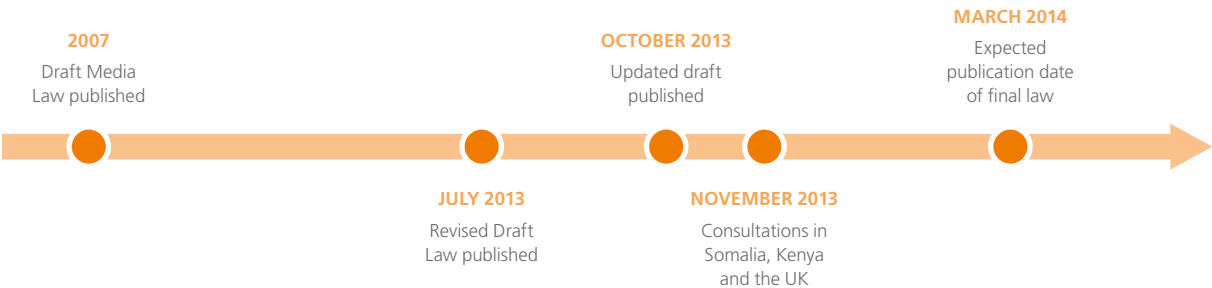 2007
Draft Media
Law published
JULY 2013
Revised Draft
Law published
OCTOBER 2013
Updated draft
published
NOVEMBER 2013
Consultations in
Somalia, Kenya
and the UK
MARCH 2014
Expected
publication date
of final law